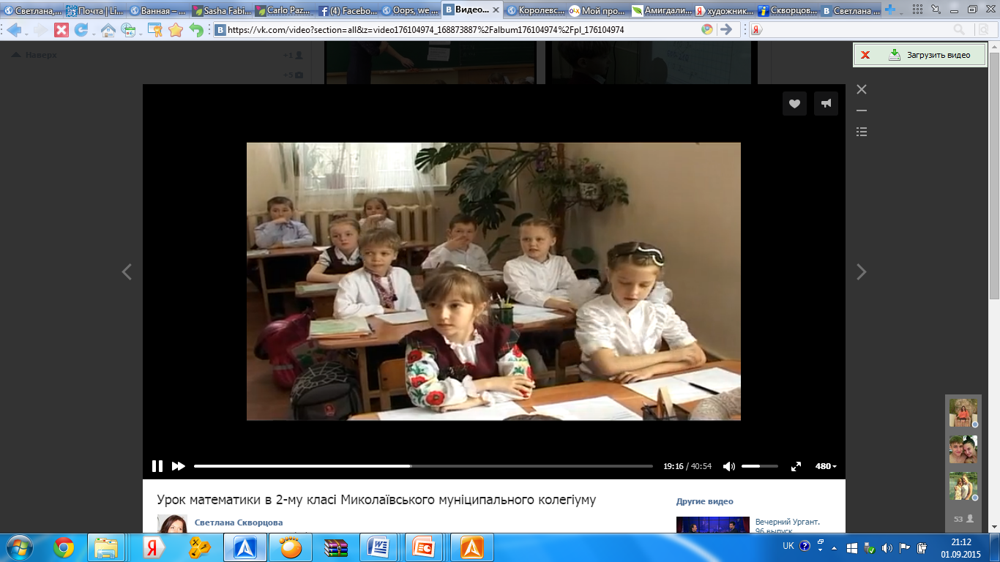 Светлана,...
Почта | Li...
Ванная – ...
Sasha Fabi...
Carlo Paz...
(4) Facebo...
Oops, we ...
Видео...
Королевс...
Мой про...
Амигдали...
художник...
Скворцов...
Светлана ...
https://vk.com/video?section=all&z=video176104974_168873887%2Falbum176104974%2Fpl_176104974
Наверх
+1
+5
Загрузить видео
19:16 / 40:54
480
Урок математики в 2-му класі Миколаївського муніципального колегіуму
Светлана Скворцова
Другие видео
Вечерний Ургант.
96 выпуск
53
UK
21:12
01.09.2015